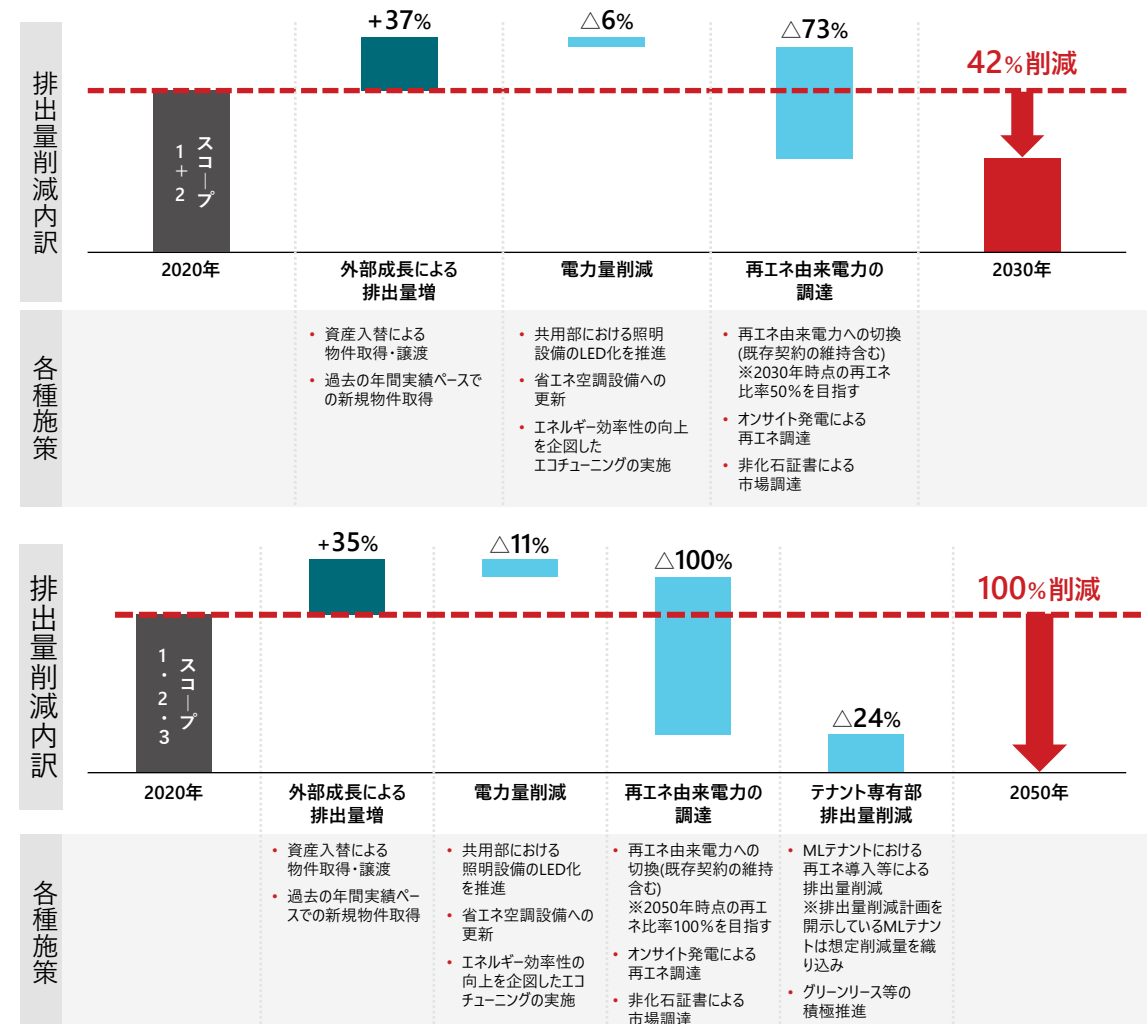 排出量削減内訳
+37%
△6%
△73%
42%削減
スコープ
1+2
2020年
外部成長による
排出量増
電力量削減
再エネ由来電力の
調達
2030年
各種施策
• 資産入替による
物件取得・譲渡
• 過去の年間実績ペースで
の新規物件取得
• 共用部における照明
設備のLED化を推進
• 省エネ空調設備への
更新
• エネルギー効率性の向上
を企図した
エコチューニングの実施
• 再エネ由来電力への切換
(既存契約の維持含む)
※2030年時点の再エネ
比率50%を目指す
• オンサイト発電による
再エネ調達
• 非化石証書による
市場調達
排出量削減内訳
+35%
△11%
△100%
△24%
100%削減
スコープ
1・2・3
2020年
外部成長による
排出量増
電力量削減
再エネ由来電力の
調達
テナント専有部
排出量削減
2050年
各種施策
• 資産入替による
物件取得・譲渡
• 過去の年間実績ペー
スでの新規物件取得
• 共用部における
照明設備のLED化
を推進
• 省エネ空調設備への
更新
• エネルギー効率性の
向上を企図したエコ
チューニングの実施
• 再エネ由来電力への
切換(既存契約の維持
含む)
※2050年時点の再エ
ネ比率100%を目指す
• オンサイト発電による
再エネ調達
• 非化石証書による
市場調達
• MLテナントにおける
再エネ導入等による
排出量削減
※排出量削減計画を
開示しているMLテナン
トは想定削減量を織
り込み
• グリーンリース等の
積極推進